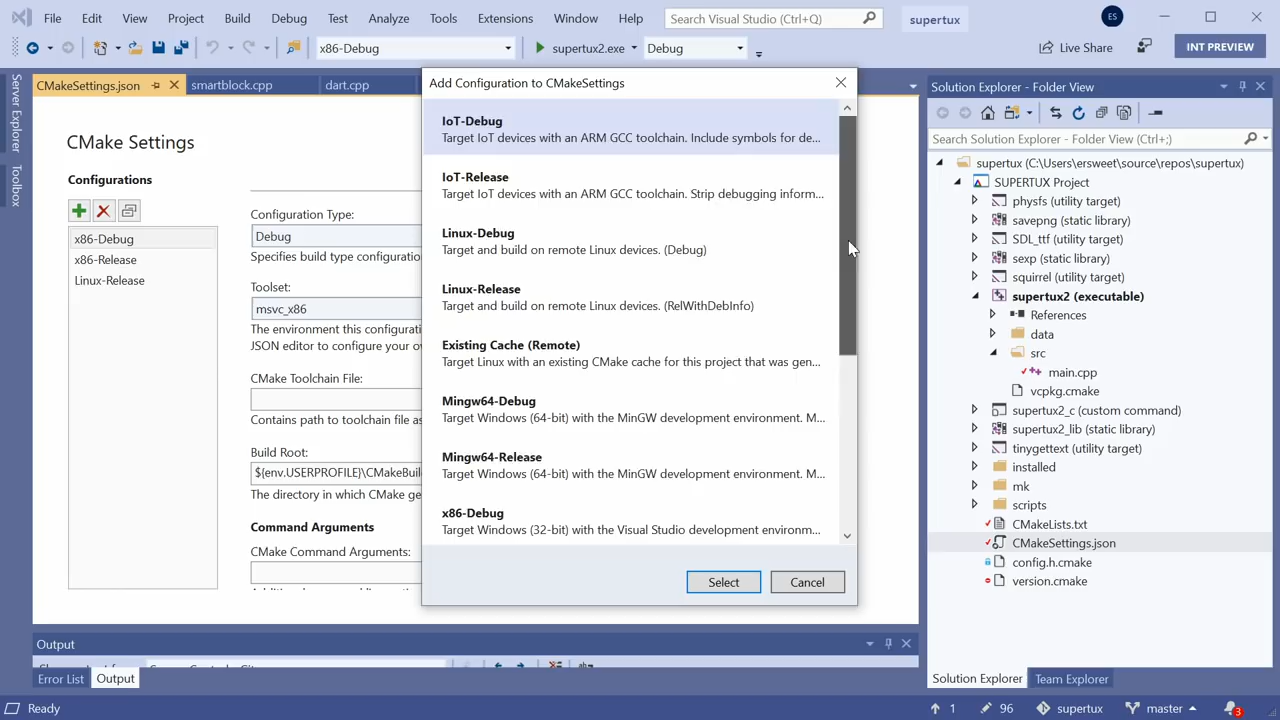 File Edit View Project Build Debug Test Analyze Tools Extensions Window Help Search Visual Studio (Ctrl+Q) supertux ES
x86-Debug supertux2.exe Debug Live Share INT PREVIEW
Server Explorer
Toolbox
CMakeSettings.json smartblock.cpp dart.cpp
CMake Settings
Configurations
x86-Debug
x86-Release
Linux-Release
Configuration Type:
Debug
Specifies build type configuratio
Toolset:
msvc_x86
The environment this configurati
JSON editor to configure your ov
CMake Toolchain File:
Contains path to toolchain file as
Build Root:
${env.USERPROFILE}\CMakeBuil
The directory in which CMake ge
Command Arguments
CMake Command Arguments:
Add Configuration to CMakeSettings
IoT-Debug
Target IoT devices with an ARM GCC toolchain. Include symbols for de...
IoT-Release
Target IoT devices with an ARM GCC toolchain. Strip debugging inform...
Linux-Debug
Target and build on remote Linux devices. (Debug)
Linux-Release
Target and build on remote Linux devices. (RelWithDebInfo)
Existing Cache (Remote)
Target Linux with an existing CMake cache for this project that was gen...
Mingw64-Debug
Target Windows (64-bit) with the MinGW development environment. M...
Mingw64-Release
Target Windows (64-bit) with the MinGW development environment. M...
x86-Debug
Target Windows (32-bit) with the Visual Studio development environm...
Select Cancel
Solution Explorer - Folder View
Search Solution Explorer - Folder View (Ctrl+;)
supertux (C:\Users\ersweet\source\repos\supertux)
SUPERTUX Project
physfs (utility target)
savepng (static library)
SDL_ttf (utility target)
sexp (static library)
squirrel (utility target)
supertux2 (executable)
References
data
src
main.cpp
vcpkg.cmake
supertux2_c (custom command)
supertux2_lib (static library)
tinygettext (utility target)
installed
mk
scripts
CMakeLists.txt
CMakeSettings.json
config.h.cmake
version.cmake
Solution Explorer Team Explorer
Output
Error List Output
Ready 1 96 supertux master 3